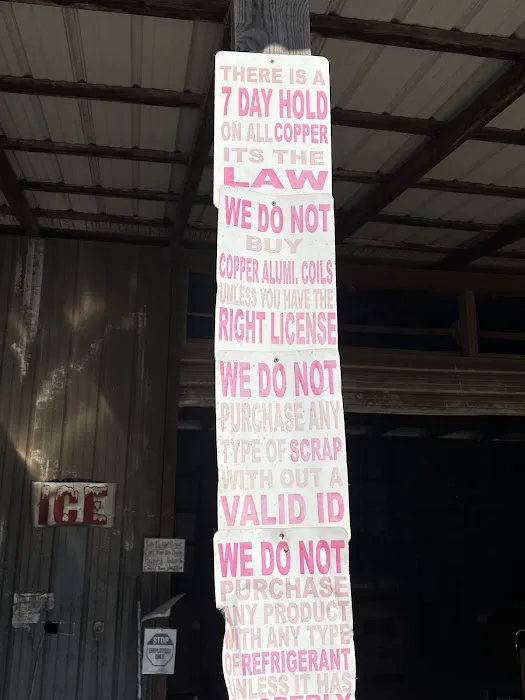 THERE IS A
7 DAY HOLD
ON ALL COPPER
ITS THE
LAW
WE DO NOT
BUY
COPPER ALUMI. COILS
UNLESS YOU HAVE THE
RIGHT LICENSE
WE DO NOT
PURCHASE ANY
TYPE OF SCRAP
WITH OUT A
VALID ID
WE DO NOT
PURCHASE
ANY PRODUCT
WITH ANY TYPE
OF REFRIGERANT
UNLESS IT HAS
ICE
STOP
EMPLOYEES
ONLY